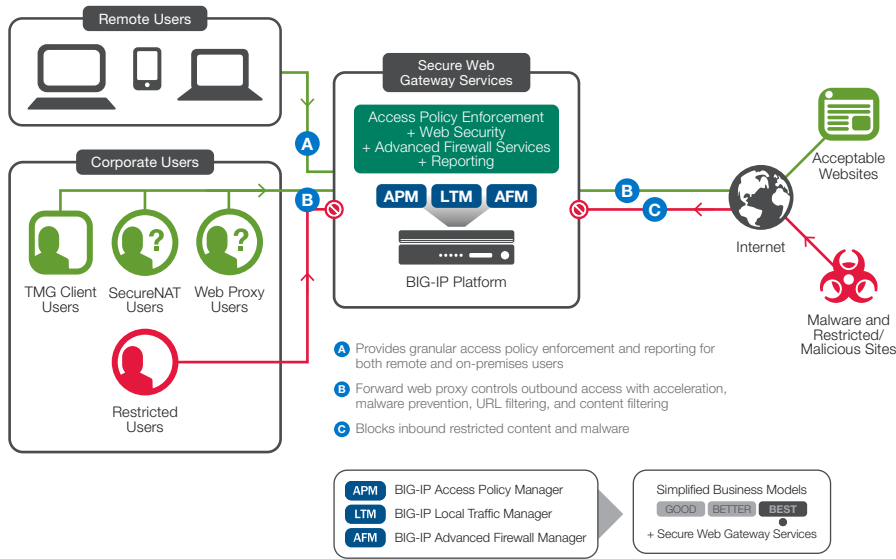 Remote Users
Secure Web
Gateway Services
Access Policy Enforcement
+ Web Security
+ Advanced Firewall Services
+ Reporting
A
Corporate Users
B
APM LTM AFM
BIG-IP Platform
B
C
Acceptable
Websites
Internet
Malware and
Restricted/
Malicious Sites
? ?
TMG Client
Users
SecureNAT
Users
Web Proxy
Users
Restricted
Users
A Provides granular access policy enforcement and reporting for
both remote and on-premises users
B Forward web proxy controls outbound access with acceleration,
malware prevention, URL filtering, and content filtering
C Blocks inbound restricted content and malware
APM BIG-IP Access Policy Manager
LTM BIG-IP Local Traffic Manager
AFM BIG-IP Advanced Firewall Manager
Simplified Business Models
GOOD BETTER BEST
+ Secure Web Gateway Services